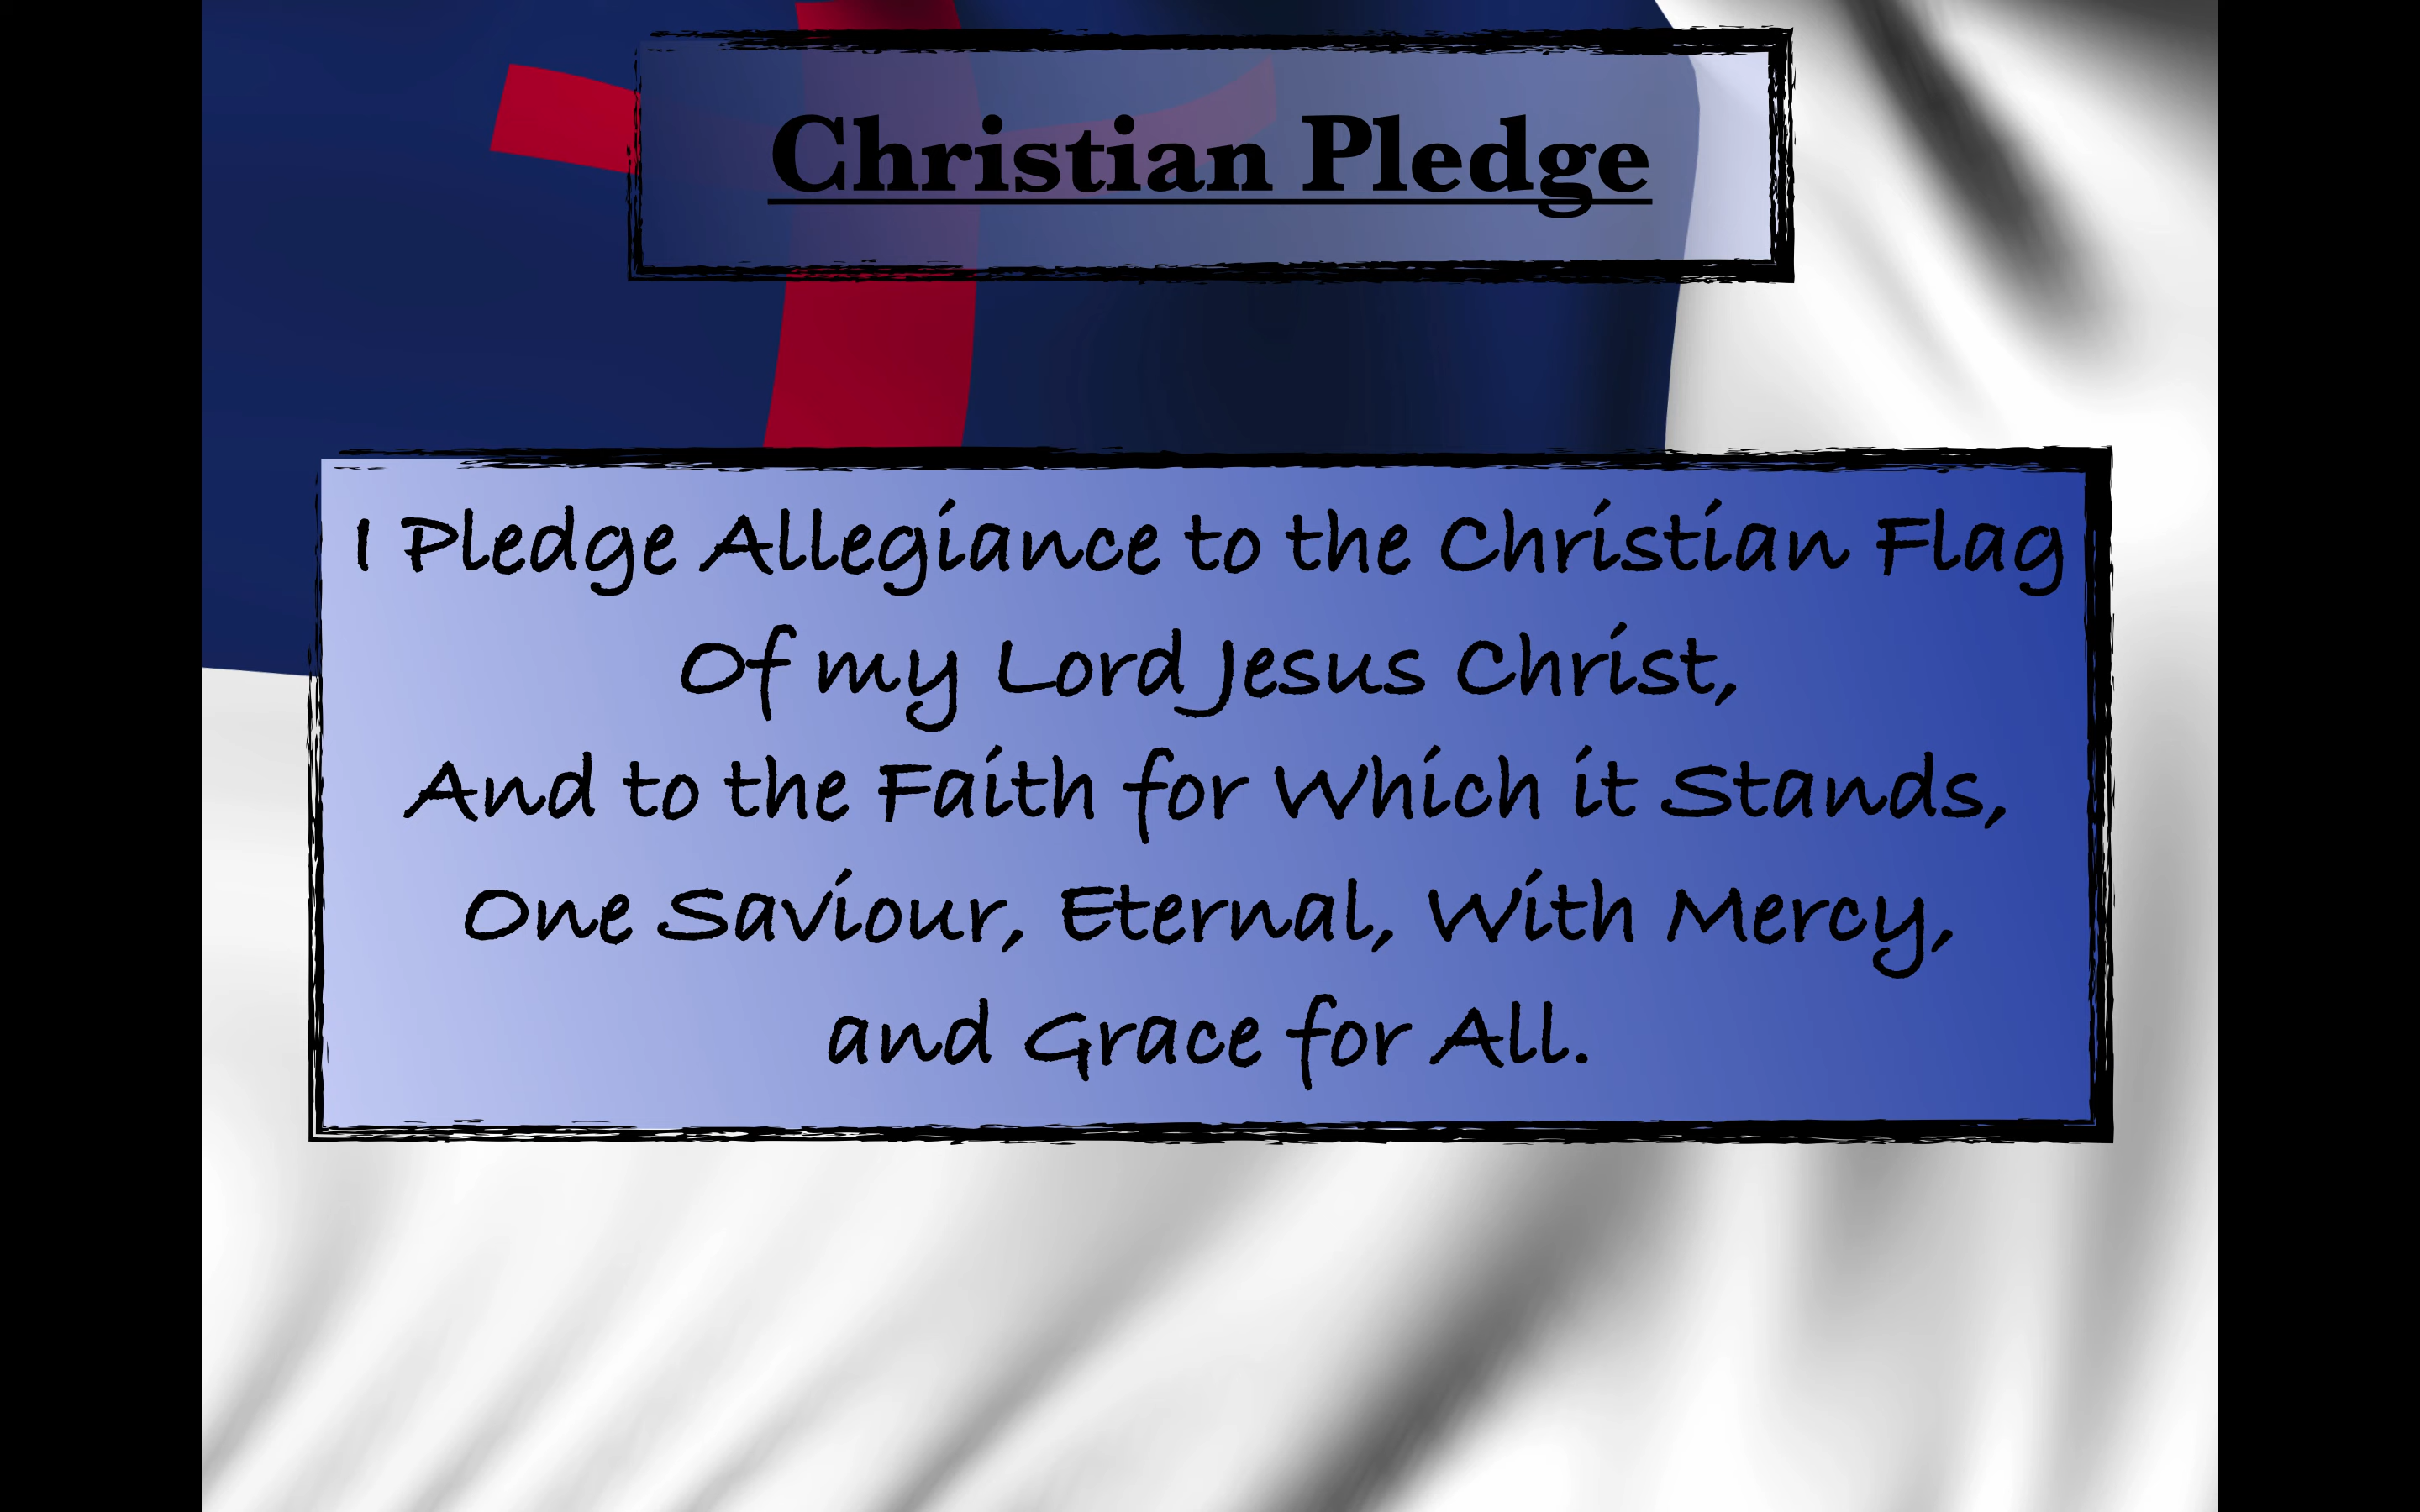 Christian Pledge
I Pledge Allegiance to the Christian Flag
Of my Lord Jesus Christ,
And to the Faith for Which it Stands,
One Saviour, Eternal, With Mercy,
and Grace for All.